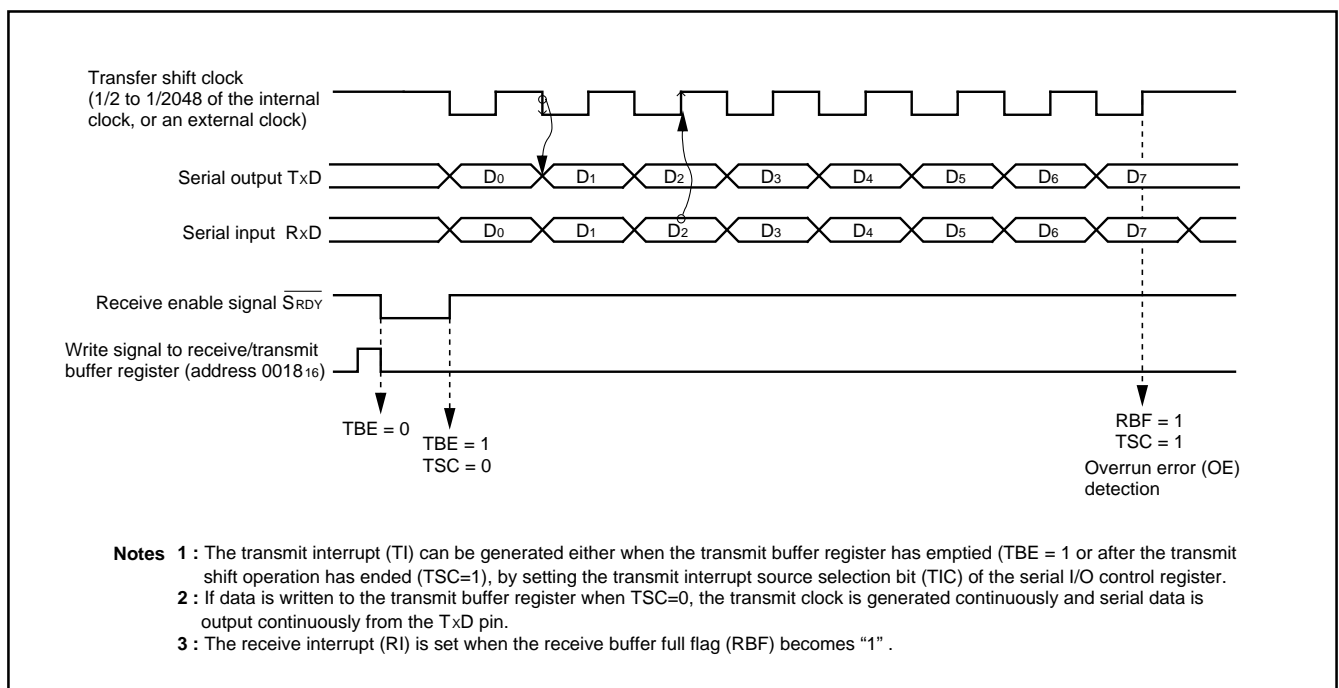 Transfer shift clock
(1/2 to 1/2048 of the internal
clock, or an external clock)
Serial output TxD
D0 D1 D2 D3 D4 D5 D6 D7
Serial input RxD
D0 D1 D2 D3 D4 D5 D6 D7
Receive enable signal SRDY
Write signal to receive/transmit
buffer register (address 001816)
TBE = 0
TBE = 1
TSC = 0
RBF = 1
TSC = 1
Overrun error (OE)
detection
Notes 1 : The transmit interrupt (TI) can be generated either when the transmit buffer register has emptied (TBE = 1 or after the transmit
shift operation has ended (TSC=1), by setting the transmit interrupt source selection bit (TIC) of the serial I/O control register.
2 : If data is written to the transmit buffer register when TSC=0, the transmit clock is generated continuously and serial data is
output continuously from the TxD pin.
3 : The receive interrupt (RI) is set when the receive buffer full flag (RBF) becomes “1” .